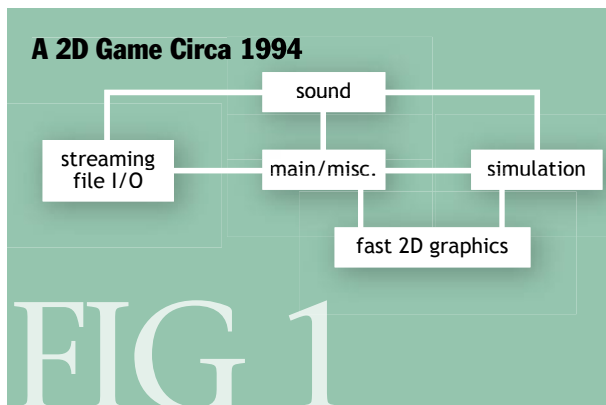 A 2D Game Circa 1994
sound
streaming
file I/O
main/misc.
simulation
fast 2D graphics
FIG 1